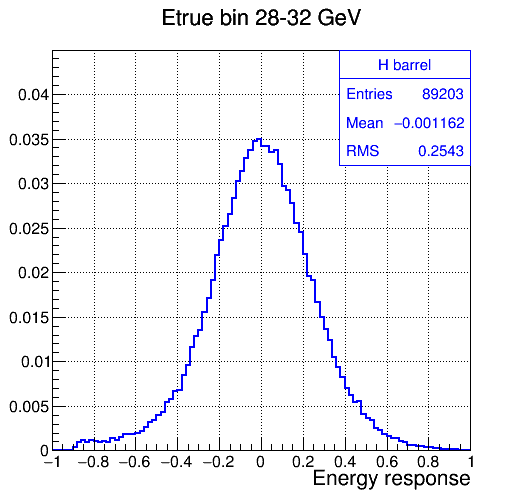 Etrue bin 28-32 GeV
H barrel
Entries 89203
Mean −0.001162
RMS 0.2543
0.04
0.035
0.03
0.025
0.02
0.015
0.01
0.005
0
−1 −0.8 −0.6 −0.4 −0.2 0 0.2 0.4 0.6 0.8 1
Energy response